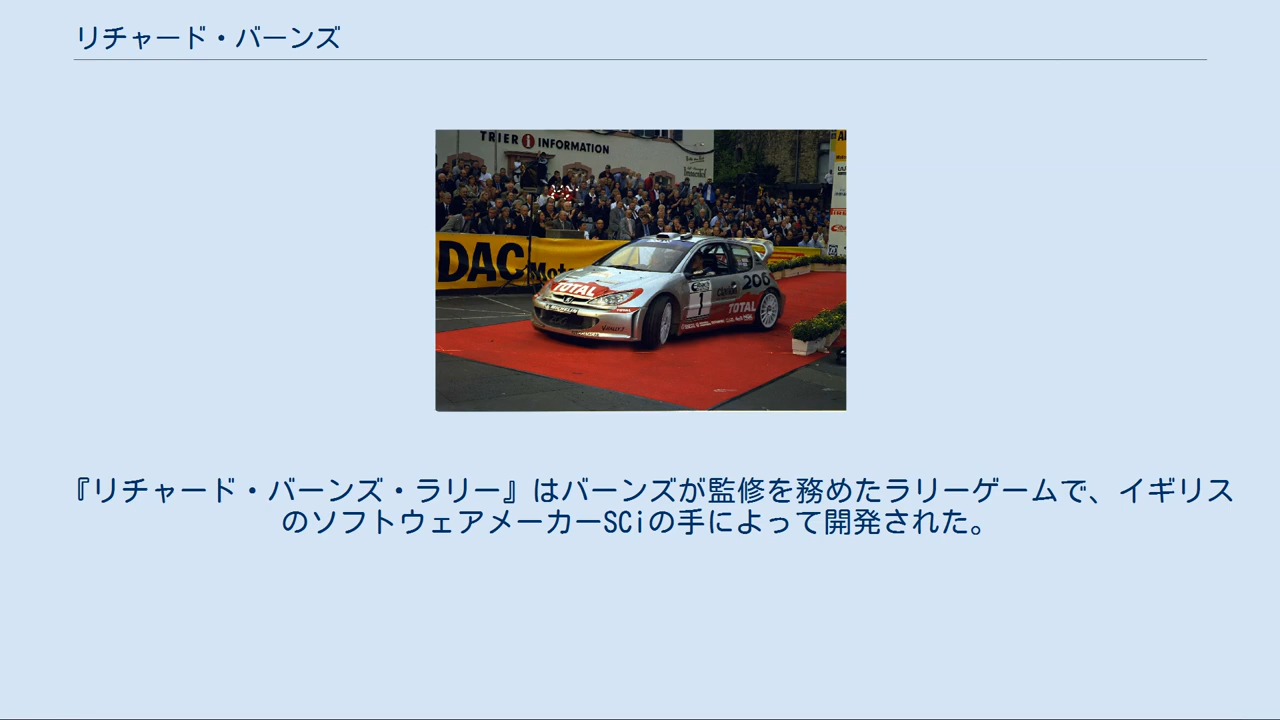 リチャード・バーンズ
TRIER i INFORMATION
DAC Moto
TOTAL
206
1
TOTAL
『リチャード・バーンズ・ラリー』はバーンズが監修を務めたラリーゲームで、イギリス
のソフトウェアメーカーSCiの手によって開発された。